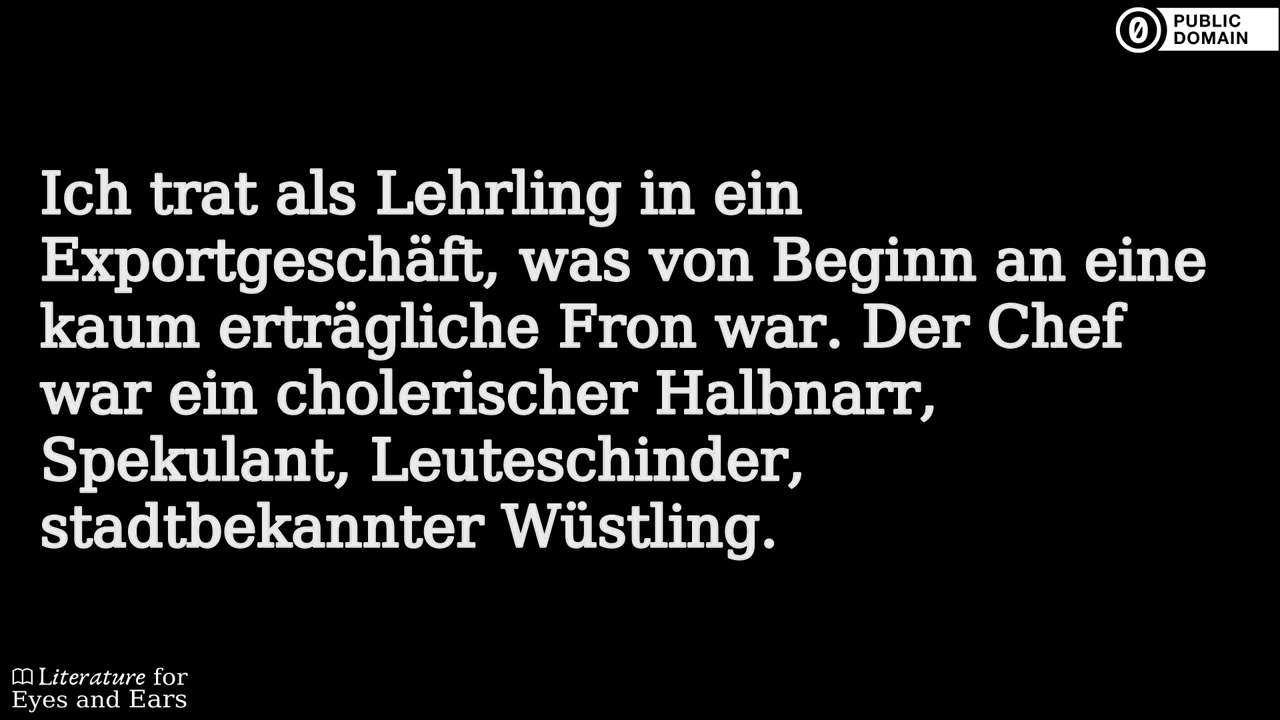 PUBLIC
DOMAIN
Ich trat als Lehrling in ein
Exportgeschäft, was von Beginn an eine
kaum erträgliche Fron war. Der Chef
war ein cholerischer Halbnarr,
Spekulant, Leuteschinder,
stadtbekannter Wüstling.
Literature for
Eyes and Ears